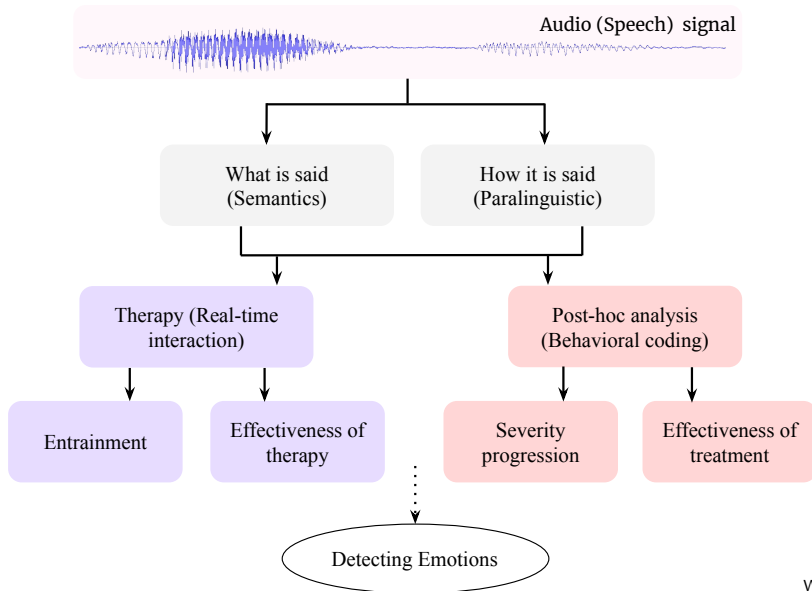 Audio (Speech) signal
What is said
(Semantics)
How it is said
(Paralinguistic)
Therapy (Real-time
interaction)
Post-hoc analysis
(Behavioral coding)
Entrainment
Effectiveness of
therapy
Severity
progression
Effectiveness of
treatment
Detecting Emotions